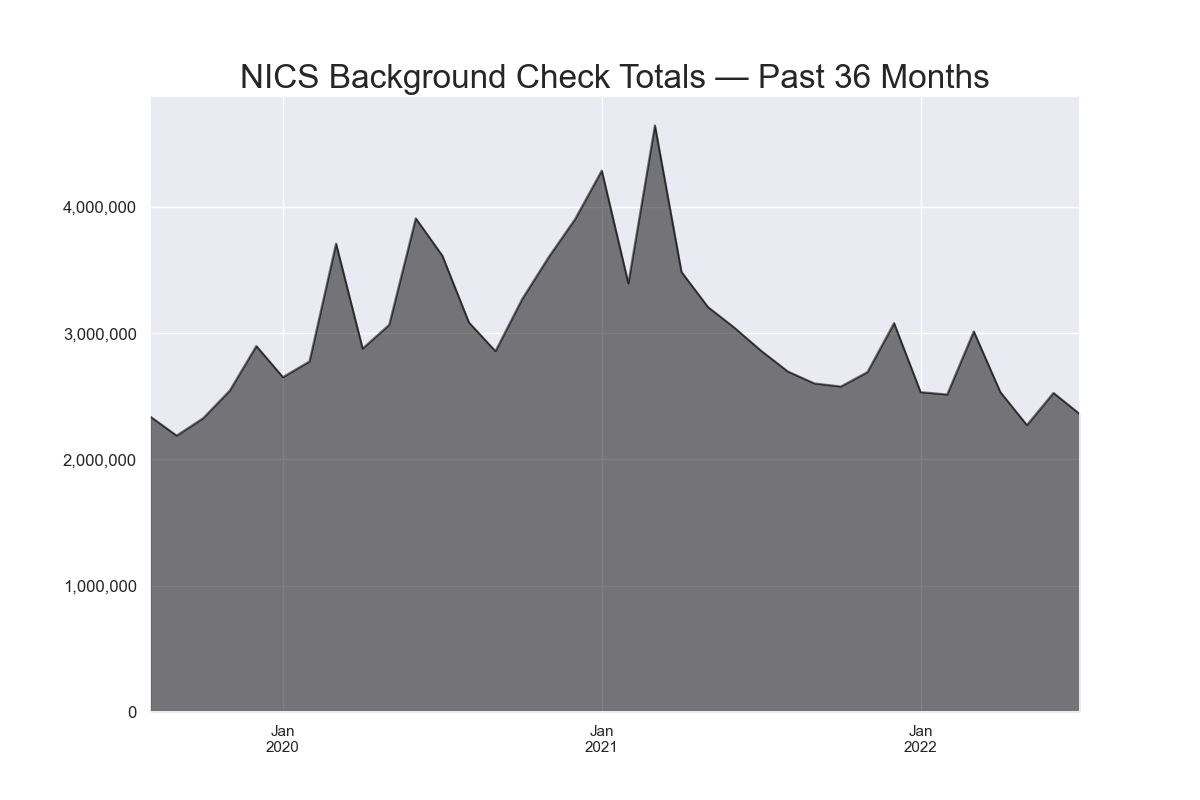 NICS Background Check Totals — Past 36 Months
4,000,000
3,000,000
2,000,000
1,000,000
0
Jan
2020
Jan
2021
Jan
2022